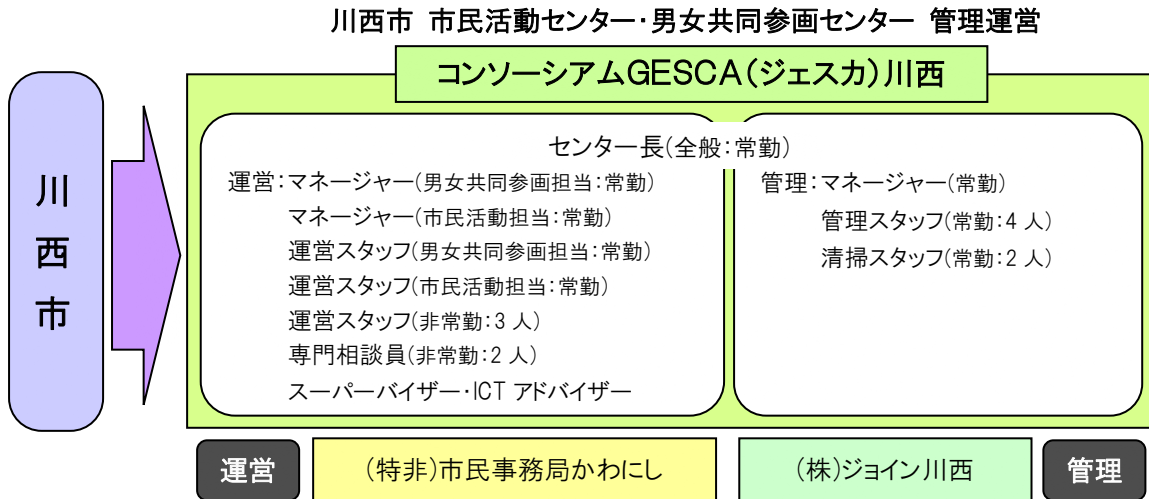 川西市 市民活動センター・男女共同参画センター 管理運営
コンソーシアムGESCA(ジェスカ)川西
川西市
センター長(全般:常勤)
運営:マネージャー(男女共同参画担当:常勤)
マネージャー(市民活動担当:常勤)
運営スタッフ(男女共同参画担当:常勤)
運営スタッフ(市民活動担当:常勤)
運営スタッフ(非常勤:3 人)
専門相談員(非常勤:2 人)
スーパーバイザー・ICT アドバイザー
管理:マネージャー(常勤)
管理スタッフ(常勤:4 人)
清掃スタッフ(常勤:2 人)
運営
(特非)市民事務局かわにし
(株)ジョイン川西
管理